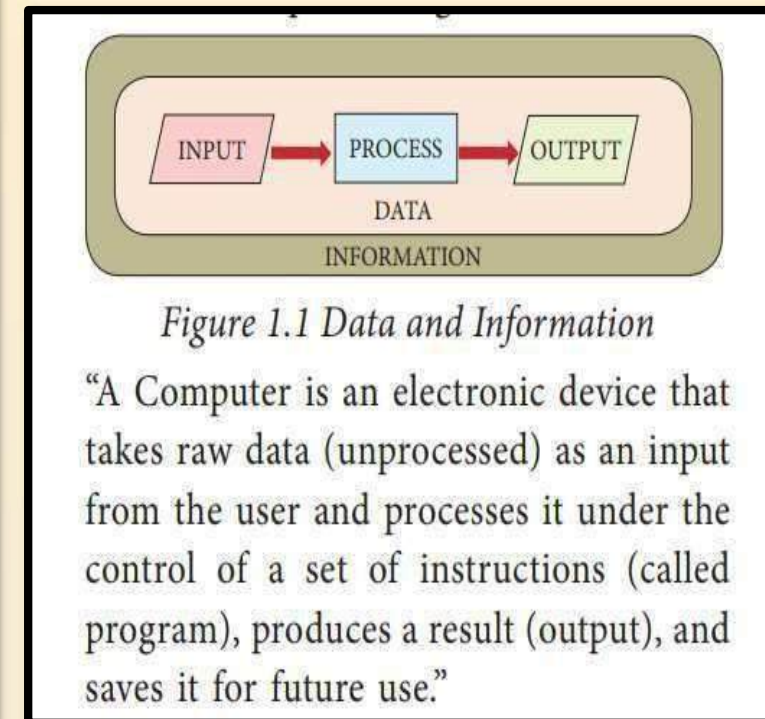 INPUT PROCESS OUTPUT
DATA
INFORMATION
Figure 1.1 Data and Information
“A Computer is an electronic device that
takes raw data (unprocessed) as an input
from the user and processes it under the
control of a set of instructions (called
program), produces a result (output), and
saves it for future use.”